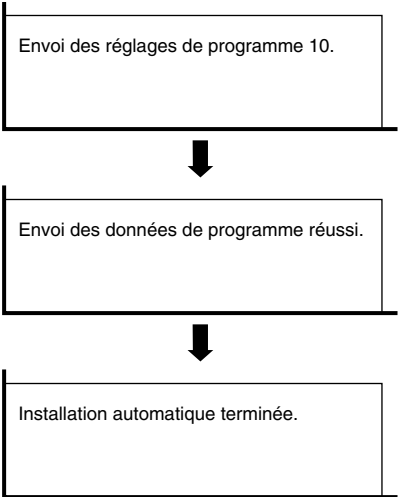 Envoi des réglages de programme 10.
Envoi des données de programme réussi.
Installation automatique terminée.